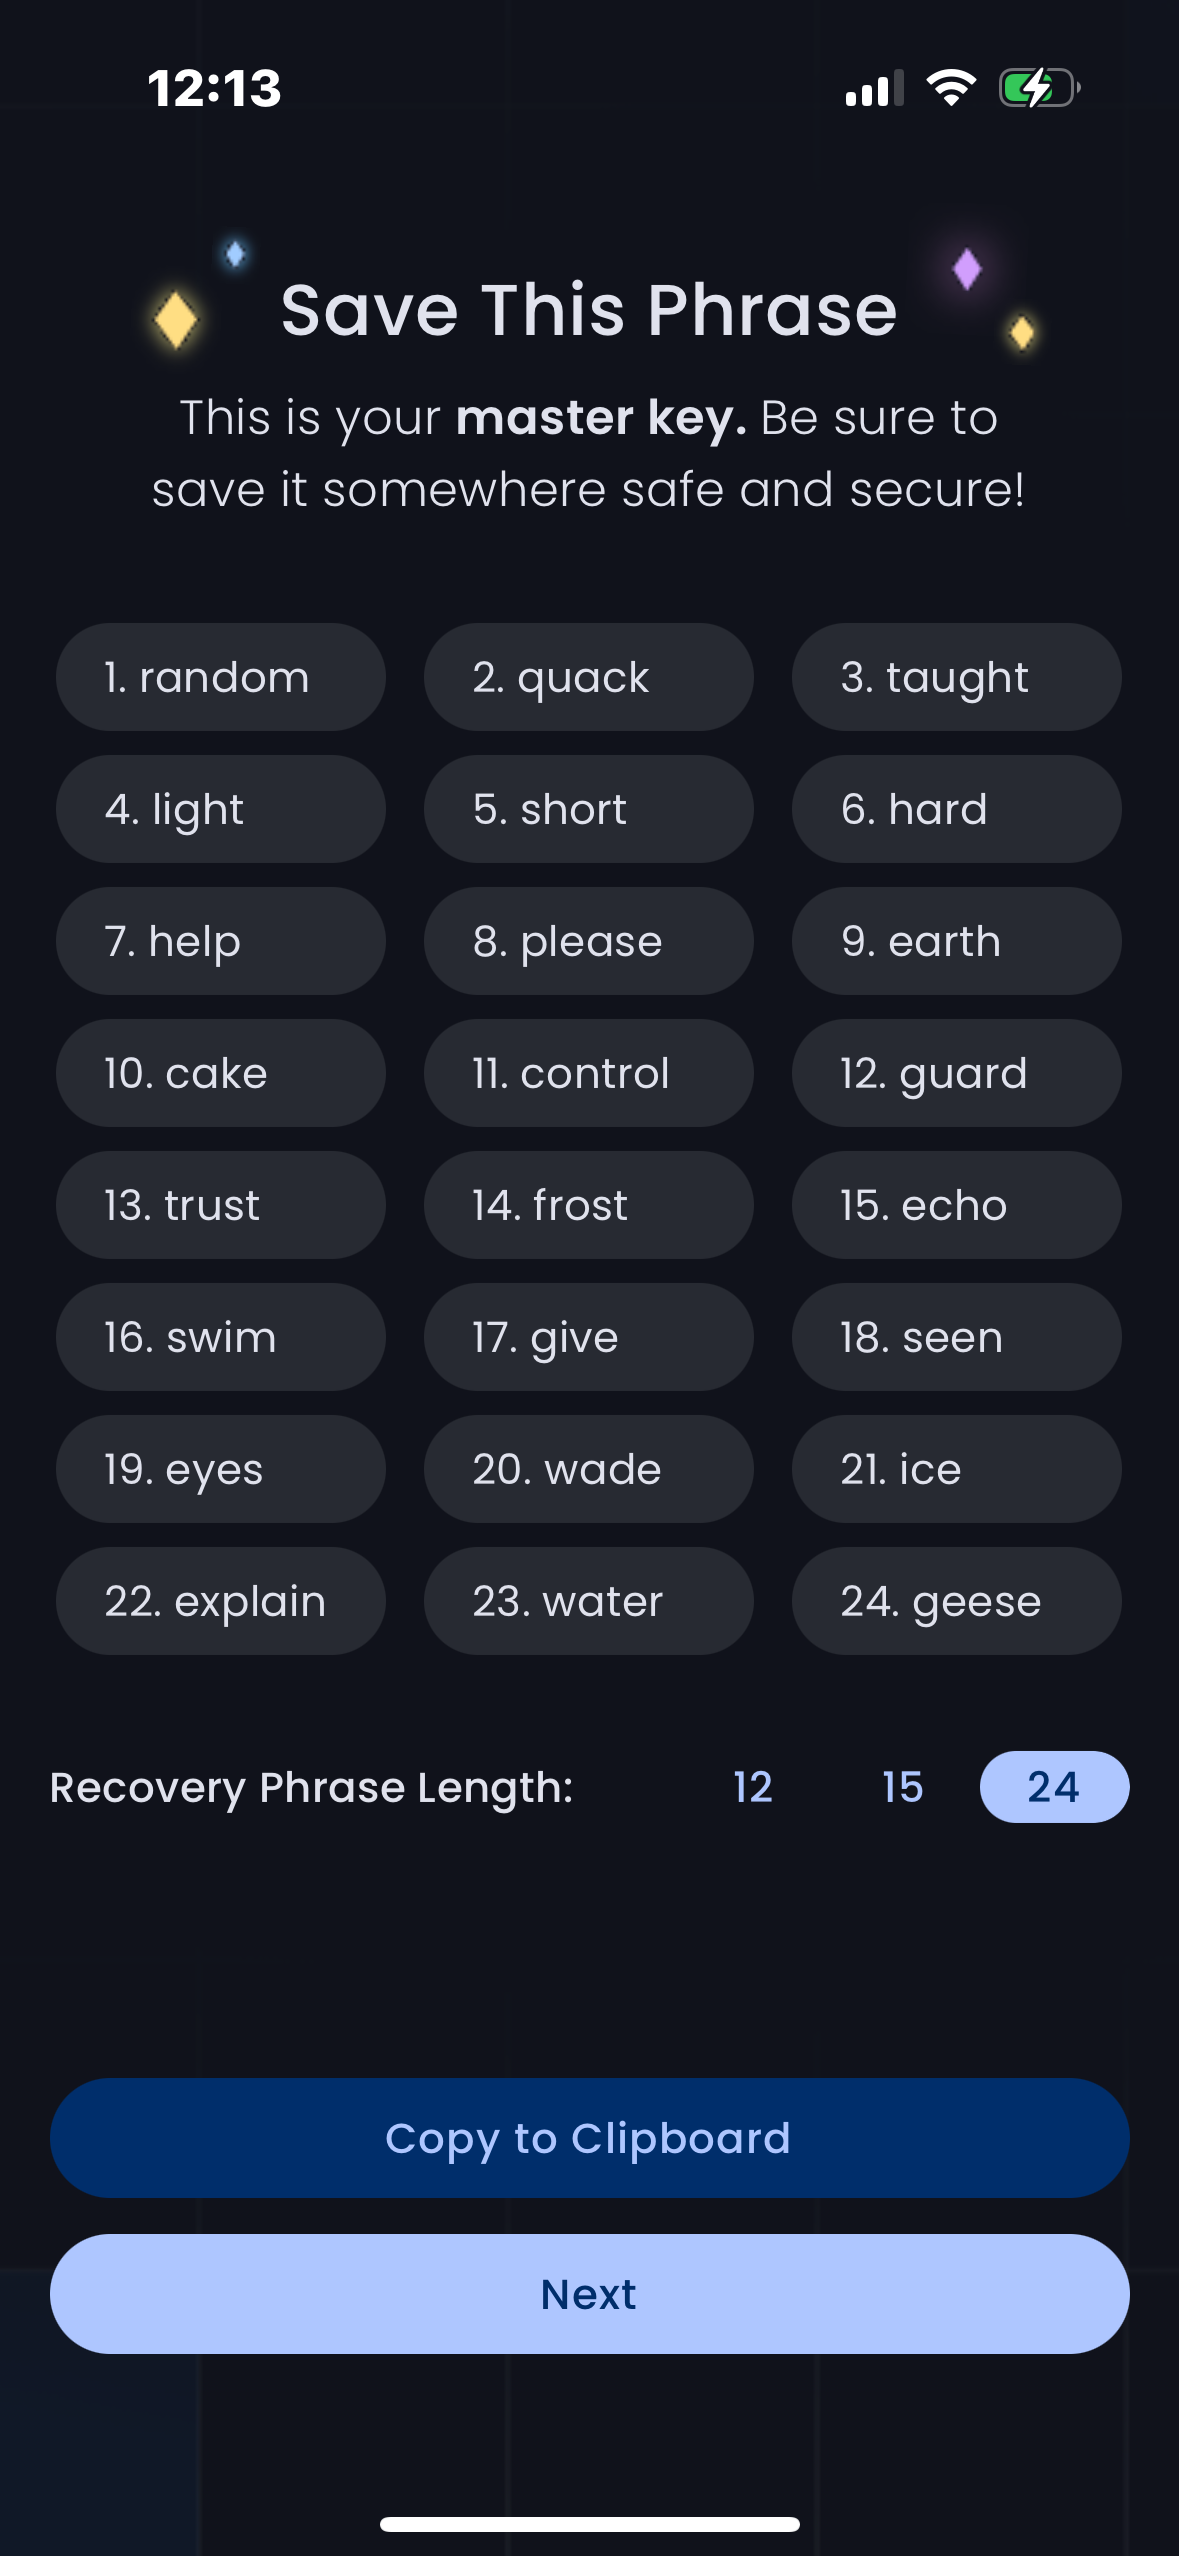 12:13
Save This Phrase
This is your master key. Be sure to
save it somewhere safe and secure!
1. random 2. quack 3. taught
4. light 5. short 6. hard
7. help 8. please 9. earth
10. cake 11. control 12. guard
13. trust 14. frost 15. echo
16. swim 17. give 18. seen
19. eyes 20. wade 21. ice
22. explain 23. water 24. geese
Recovery Phrase Length: 12 15 24
Copy to Clipboard
Next